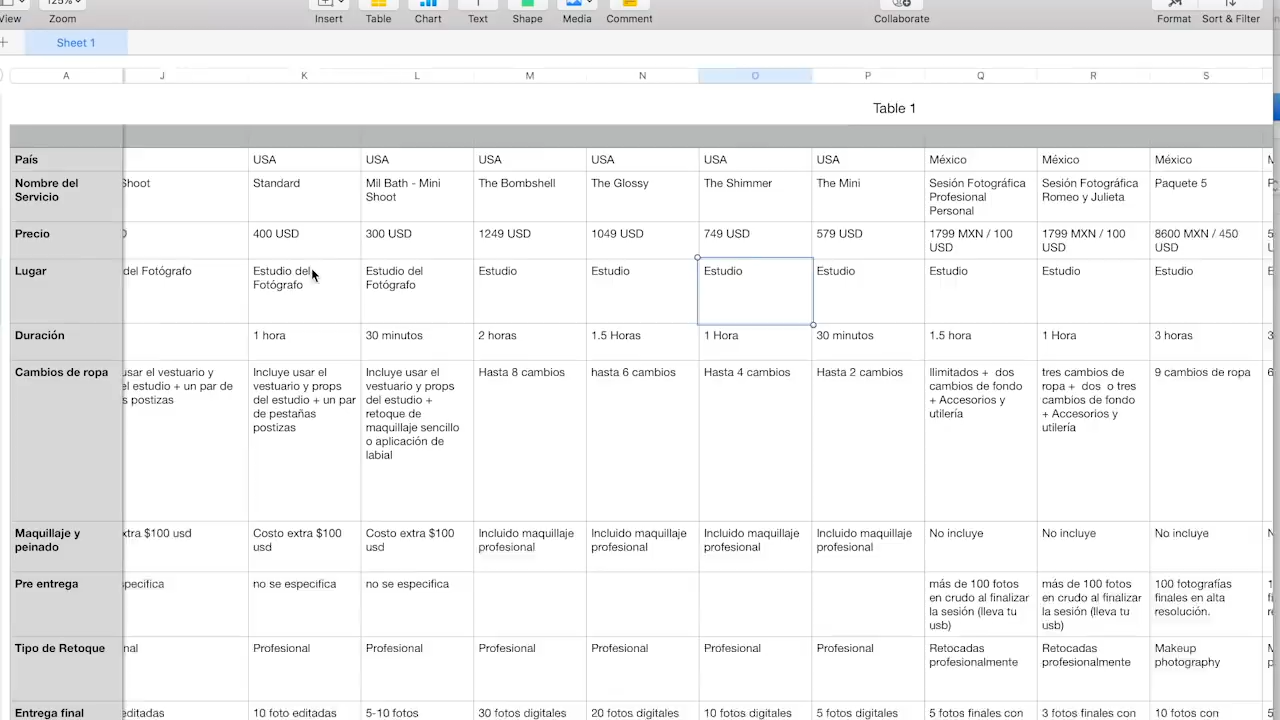 View
125%
Zoom
Insert
Table
Chart
Text
Shape
Media
Comment
Collaborate
Format
Sort & Filter
Sheet 1
A J K L M N O P Q R S
Table 1
País USA USA USA USA USA USA México México México
Nombre del Servicio Shoot Standard Mil Bath - Mini Shoot The Bombshell The Glossy The Shimmer The Mini Sesión Fotográfica Profesional Personal Sesión Fotográfica Romeo y Julieta Paquete 5
Precio 400 USD 300 USD 1249 USD 1049 USD 749 USD 579 USD 1799 MXN / 100 USD 1799 MXN / 100 USD 8600 MXN / 450 USD
Lugar del Fotógrafo Estudio del Fotógrafo Estudio del Fotógrafo Estudio Estudio Estudio Estudio Estudio Estudio Estudio
Duración 1 hora 30 minutos 2 horas 1.5 Horas 1 Hora 30 minutos 1.5 hora 1 Hora 3 horas
Cambios de ropa usar el vestuario y el estudio + un par de s postizas Incluye usar el vestuario y props del estudio + un par de pestañas postizas Incluye usar el vestuario y props del estudio + retoque de maquillaje sencillo o aplicación de labial Hasta 8 cambios hasta 6 cambios Hasta 4 cambios Hasta 2 cambios Ilimitados + dos cambios de fondo + Accesorios y utilería tres cambios de ropa + dos o tres cambios de fondo + Accesorios y utilería 9 cambios de ropa
Maquillaje y peinado xtra $100 usd Costo extra $100 usd Costo extra $100 usd Incluido maquillaje profesional Incluido maquillaje profesional Incluido maquillaje profesional Incluido maquillaje profesional No incluye No incluye No incluye
Pre entrega specifica no se especifica no se especifica más de 100 fotos en crudo al finalizar la sesión (lleva tu usb) más de 100 fotos en crudo al finalizar la sesión (lleva tu usb) 100 fotografías finales en alta resolución.
Tipo de Retoque nal Profesional Profesional Profesional Profesional Profesional Profesional Retocadas profesionalmente Retocadas profesionalmente Makeup photography
Entrega final editadas 10 foto editadas 5-10 fotos 30 fotos digitales 20 fotos digitales 10 fotos digitales 5 fotos digitales 5 fotos finales con 3 fotos finales con 10 fotos con